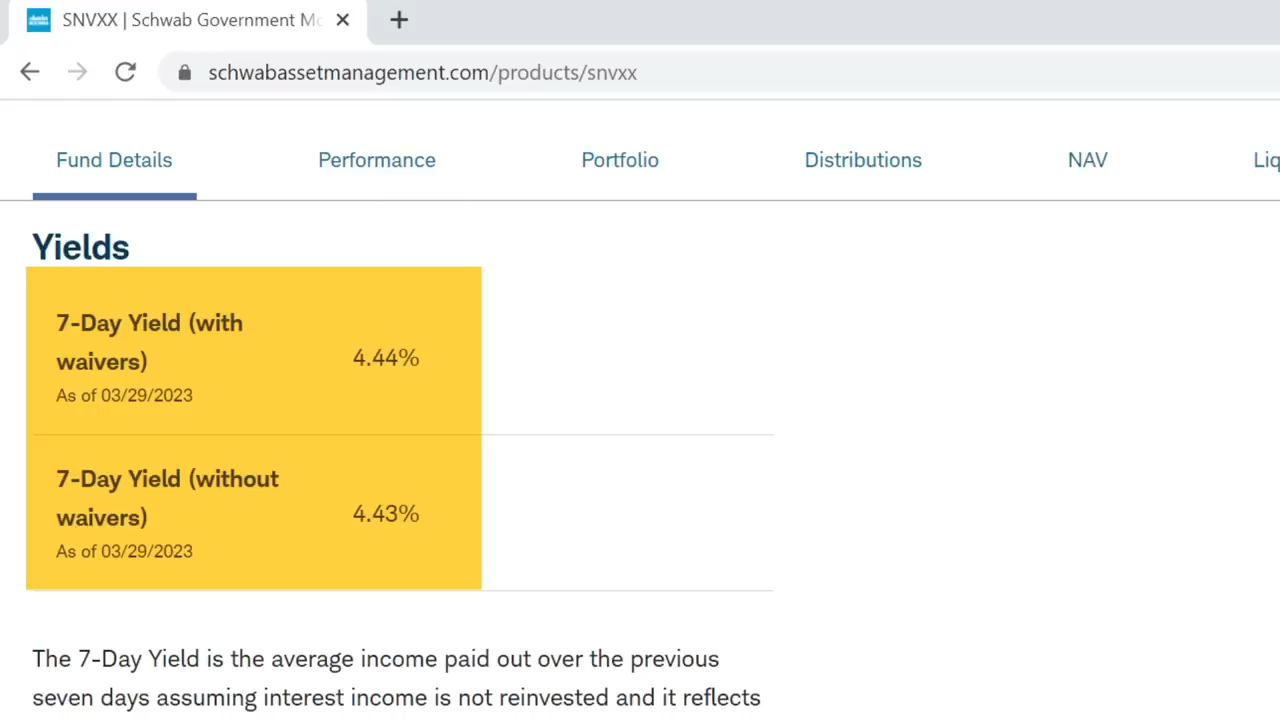 SNVXX | Schwab Government Mo
schwabassetmanagement.com/products/snvxx
Fund Details Performance Portfolio Distributions NAV Liq
Yields
7-Day Yield (with
waivers)
4.44%
As of 03/29/2023
7-Day Yield (without
waivers)
4.43%
As of 03/29/2023
The 7-Day Yield is the average income paid out over the previous
seven days assuming interest income is not reinvested and it reflects